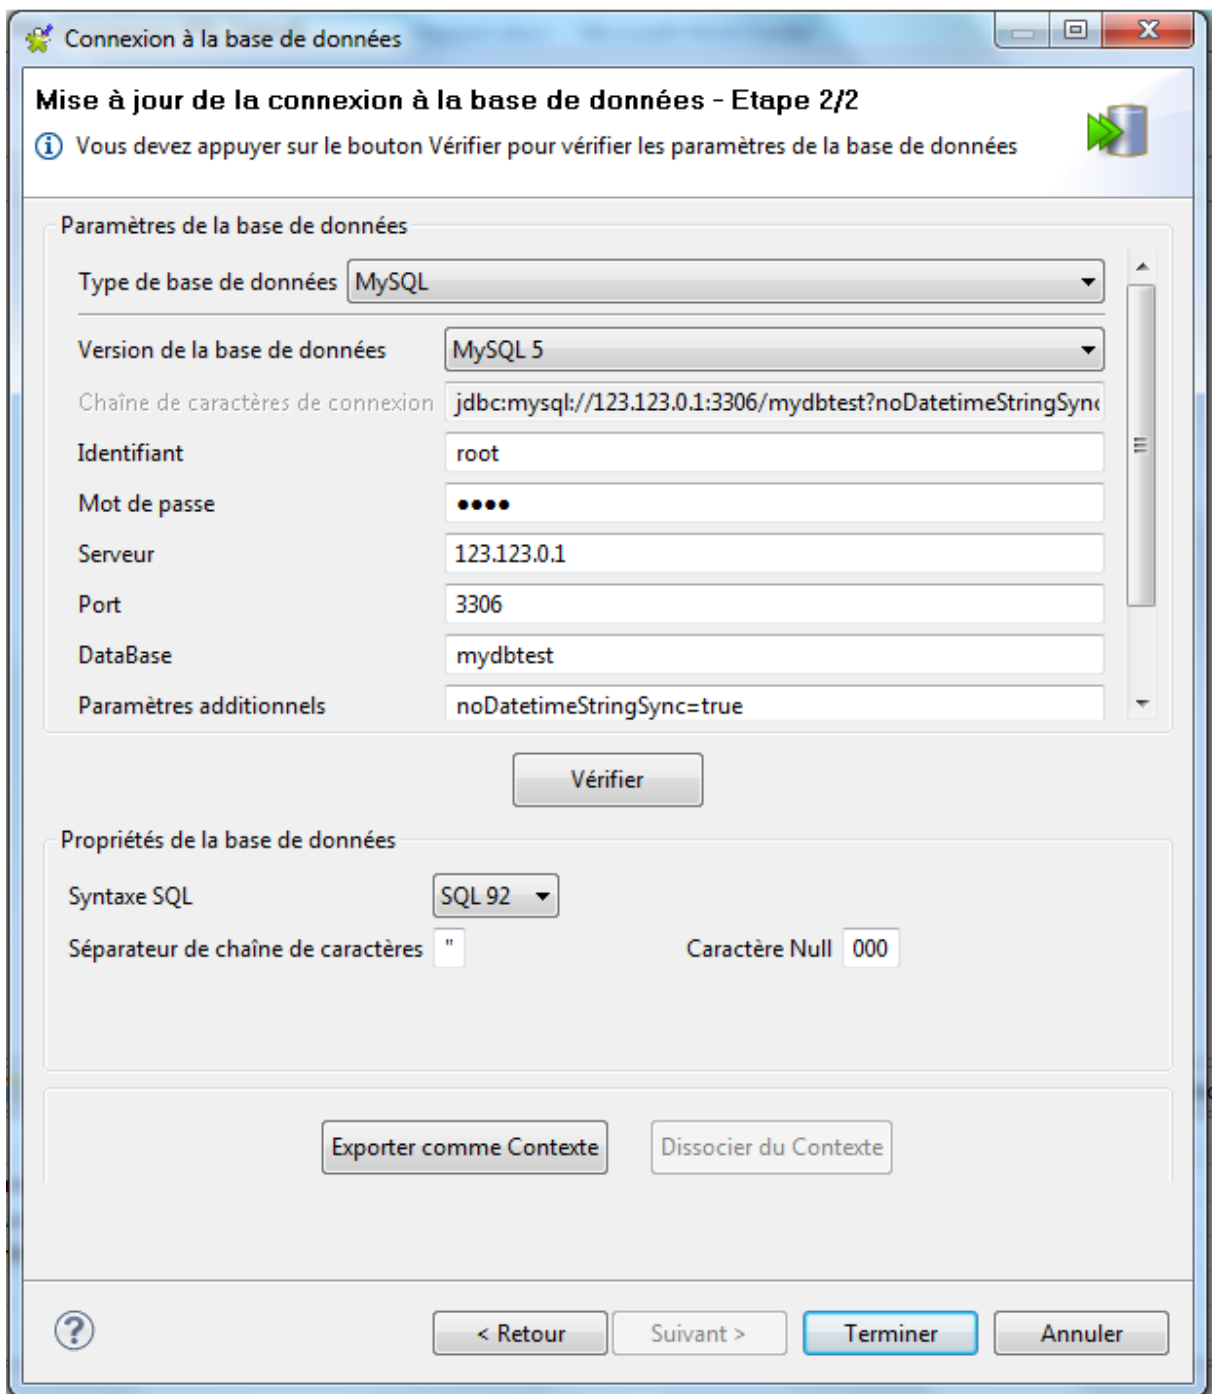 Connexion à la base de données
Mise à jour de la connexion à la base de données - Etape 2/2
Vous devez appuyer sur le bouton Vérifier pour vérifier les paramètres de la base de données
Paramètres de la base de données
Type de base de données MySQL
Version de la base de données MySQL 5
Chaîne de caractères de connexion jdbc:mysql://123.123.0.1:3306/mydbtest?noDatetimeStringSync
Identifiant root
Mot de passe ••••
Serveur 123.123.0.1
Port 3306
DataBase mydbtest
Paramètres additionnels noDatetimeStringSync=true
Vérifier
Propriétés de la base de données
Syntaxe SQL SQL 92
Séparateur de chaîne de caractères " Caractère Null 000
Exporter comme Contexte Dissocier du Contexte
? < Retour Suivant > Terminer Annuler